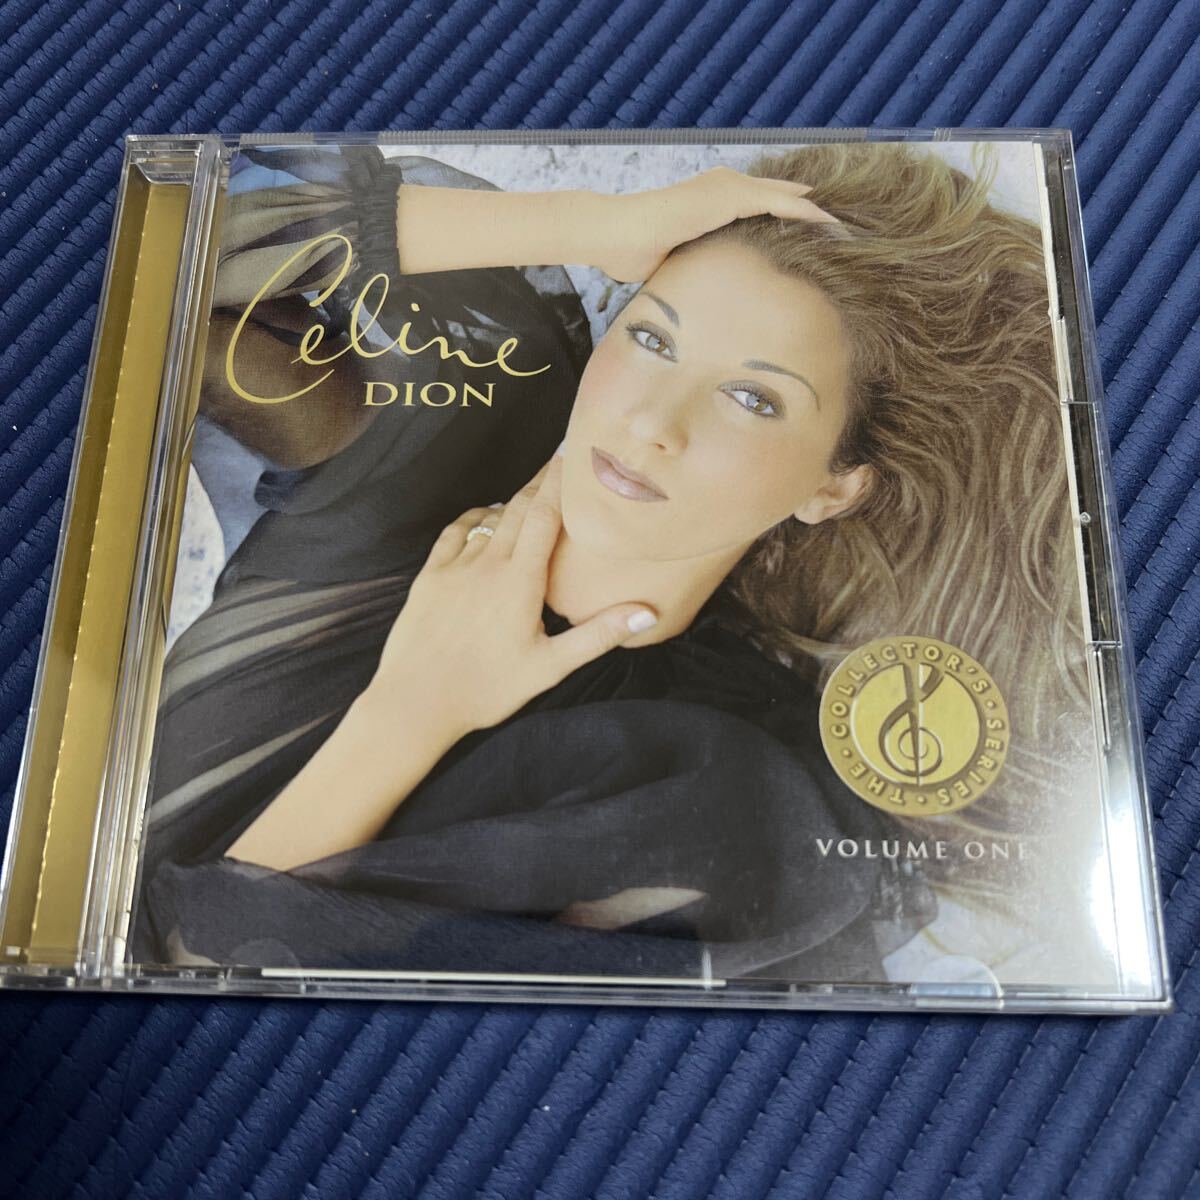 Celine
DION
THE • COLLECTOR'S • SERIES •
VOLUME ONE